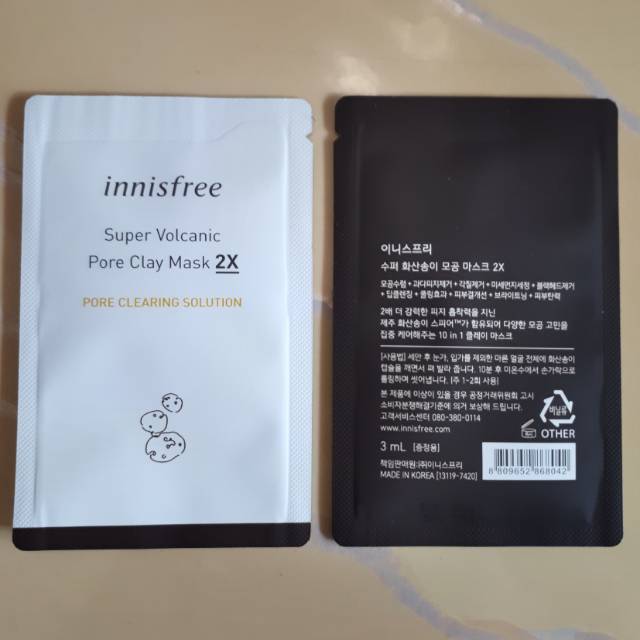 innisfree
Super Volcanic
Pore Clay Mask 2X
PORE CLEARING SOLUTION
이니스프리
수퍼 화산송이 모공 마스크 2X
모공수렴 + 과다피지제거 + 각질제거 + 미세먼지세정 + 블랙헤드제거
+ 딥클렌징 + 쿨링효과 + 피부결개선 + 브라이트닝 + 피부탄력
2배 더 강력한 피지 흡착력을 지닌
제주 화산송이 스피어™가 함유되어 다양한 모공 고민을
집중 케어해주는 10 in 1 클레이 마스크
[사용법] 세안 후 눈가, 입가를 제외한 마른 얼굴 전체에 화산송이
캡슐을 깨면서 펴 발라 줍니다. 10분 후 미온수에서 손가락으로
롤링하며 씻어냅니다. (주 1~2회 사용)
본 제품에 이상이 있을 경우 공정거래위원회 고시
소비자분쟁해결기준에 의거 보상해 드립니다.
고객서비스센터 080-380-0114
www.innisfree.com
비닐류
OTHER
3 mL [증정용]
책임판매원:㈜이니스프리
MADE IN KOREA [13119-7420]
8 809652 868042